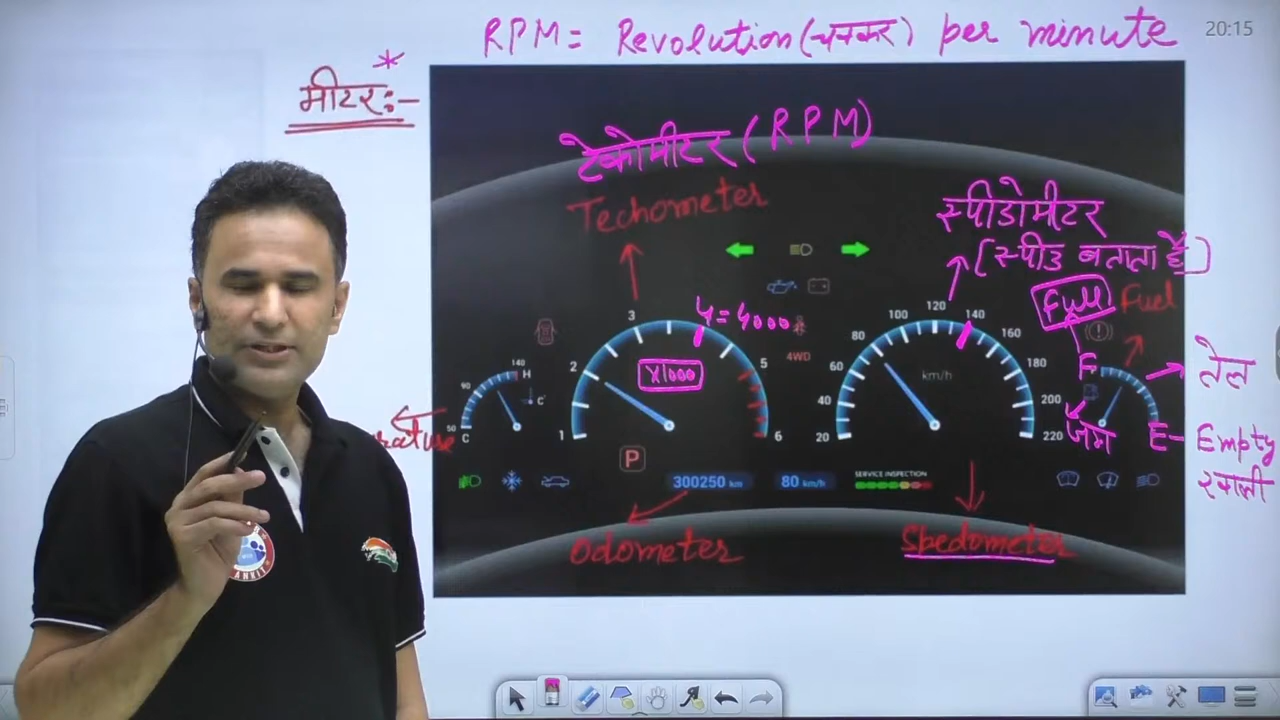 RPM = Revolution (चक्कर) per minute
20:15
*
मीटर :-
टेकोमीटर (RPM)
Techometer
स्पीडोमीटर
[स्पीड बताता है]
Full
Fuel
4 = 4000
X1000
4WD
1 2 3 5 6
km/h
20 40 60 80 100 120 140 160 180 200 220
50 90 140
H
C
C
F
तेल
E - Empty
खाली
P
300250 km
80 km/h
SERVICE INSPECTION
Odometer
Spedometer
ANKIT